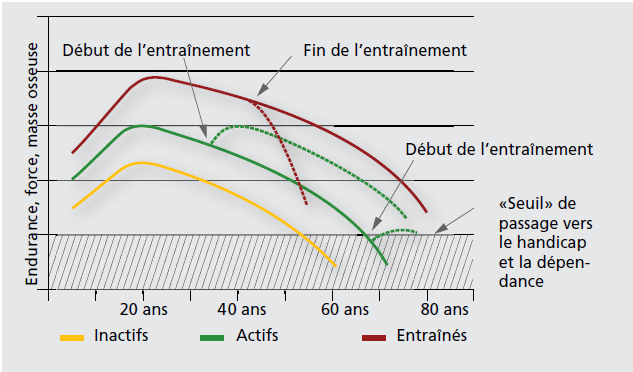 Endurance, force, masse osseuse
Début de l’entraînement
Fin de l’entraînement
Début de l’entraînement
«Seuil» de
passage vers
le handicap
et la dépen-
dance
20 ans 40 ans 60 ans 80 ans
Inactifs Actifs Entraînés